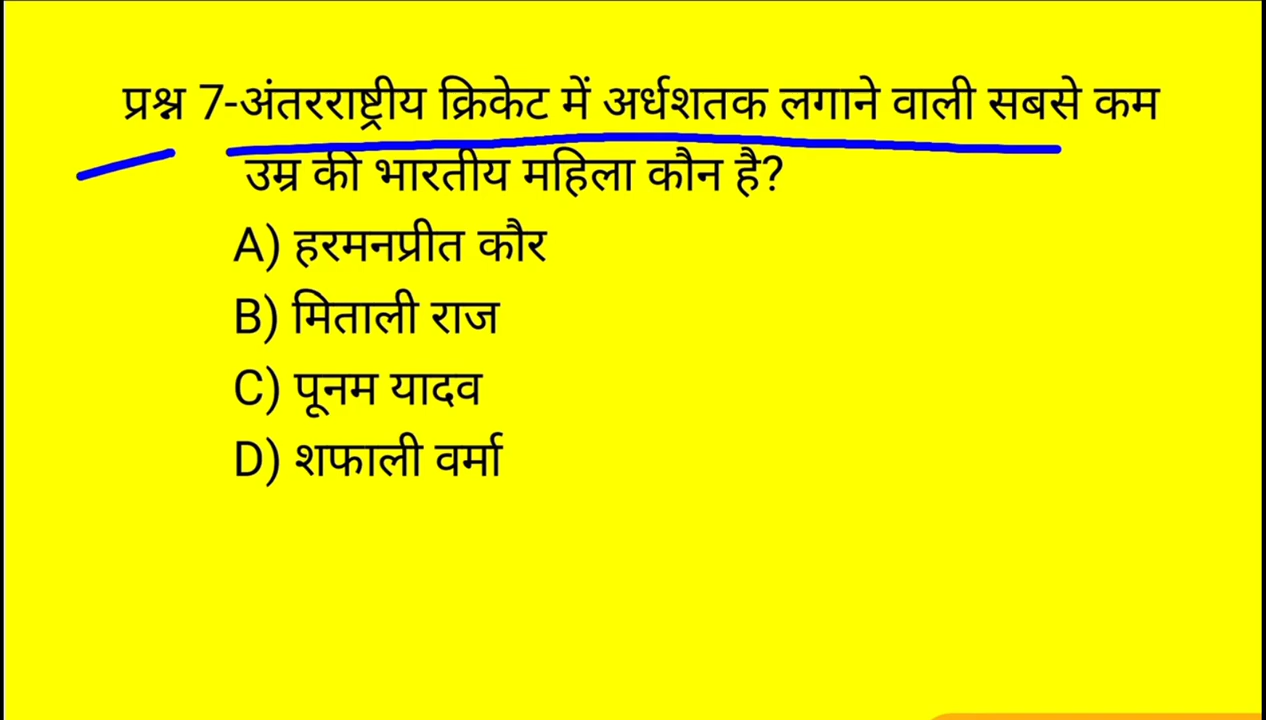 प्रश्न 7-अंतरराष्ट्रीय क्रिकेट में अर्धशतक लगाने वाली सबसे कम
उम्र की भारतीय महिला कौन है?
A) हरमनप्रीत कौर
B) मिताली राज
C) पूनम यादव
D) शफाली वर्मा